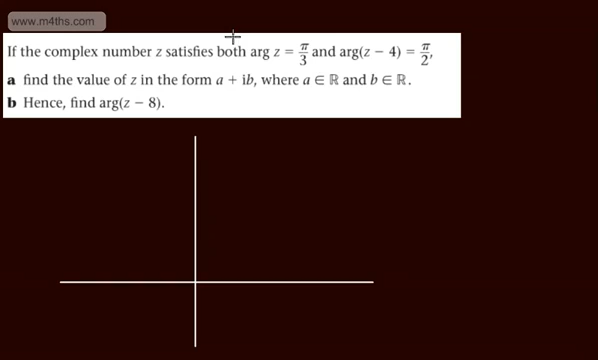 www.m4ths.com
If the complex number z satisfies both arg z = π/3 and arg(z − 4) = π/2,
a find the value of z in the form a + ib, where a ∈ ℝ and b ∈ ℝ.
b Hence, find arg(z − 8).